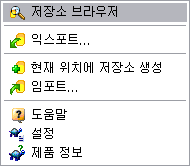 저장소 브라우저
익스포트...
현재 위치에 저장소 생성
임포트...
도움말
설정
제품 정보